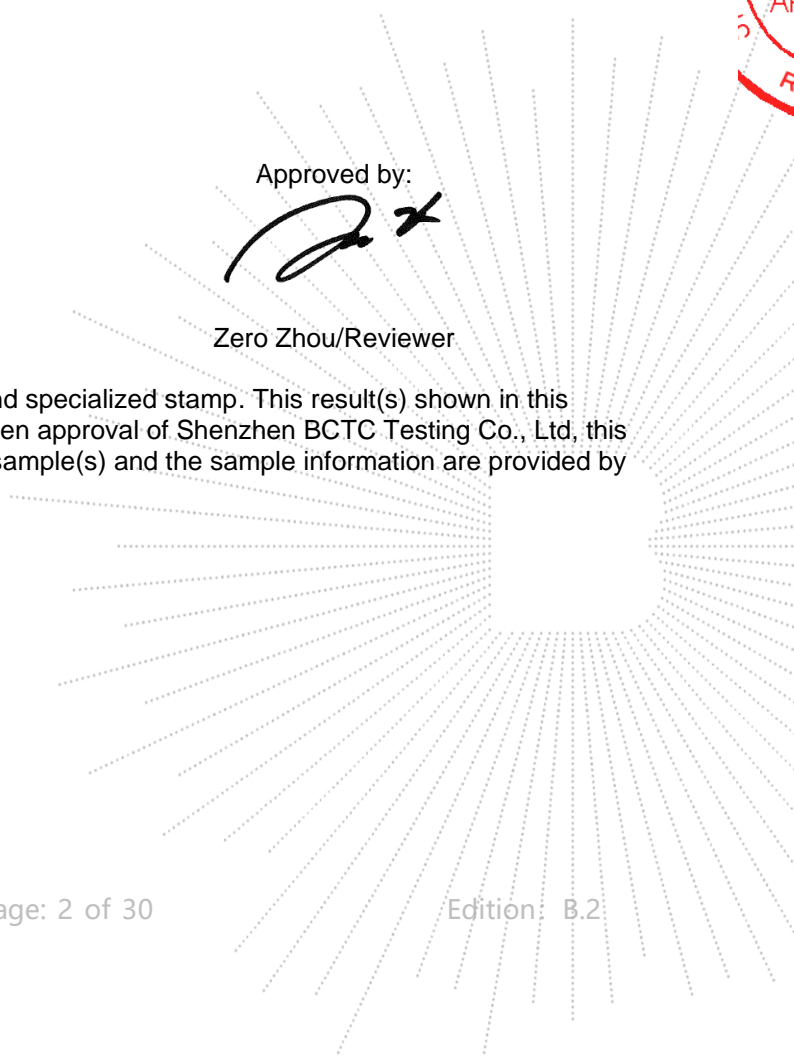 Approved by:
Zero Zhou/Reviewer
nd specialized stamp. This result(s) shown in this
en approval of Shenzhen BCTC Testing Co., Ltd, this
sample(s) and the sample information are provided by
age: 2 of 30 Edition: B.2